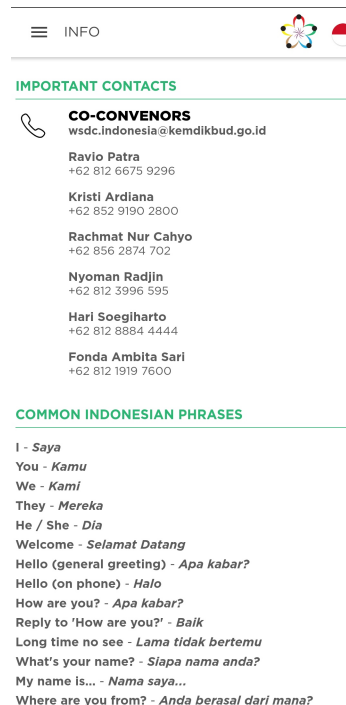 INFO
IMPORTANT CONTACTS
CO-CONVENORS
wsdc.indonesia@kemdikbud.go.id
Ravio Patra
+62 812 6675 9296
Kristi Ardiana
+62 852 9190 2800
Rachmat Nur Cahyo
+62 856 2874 702
Nyoman Radjin
+62 812 3996 595
Hari Soegiharto
+62 812 8884 4444
Fonda Ambita Sari
+62 812 1919 7600
COMMON INDONESIAN PHRASES
I - Saya
You - Kamu
We - Kami
They - Mereka
He / She - Dia
Welcome - Selamat Datang
Hello (general greeting) - Apa kabar?
Hello (on phone) - Halo
How are you? - Apa kabar?
Reply to 'How are you?' - Baik
Long time no see - Lama tidak bertemu
What's your name? - Siapa nama anda?
My name is... - Nama saya...
Where are you from? - Anda berasal dari mana?